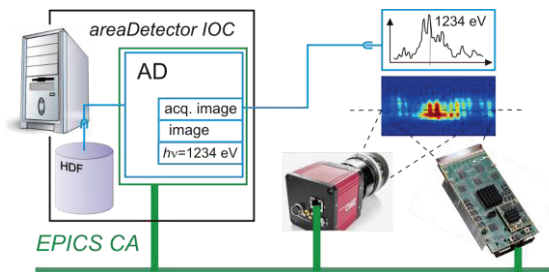 areaDetector IOC
1234 eV
AD
acq. image
image
hν=1234 eV
HDF
EPICS CA